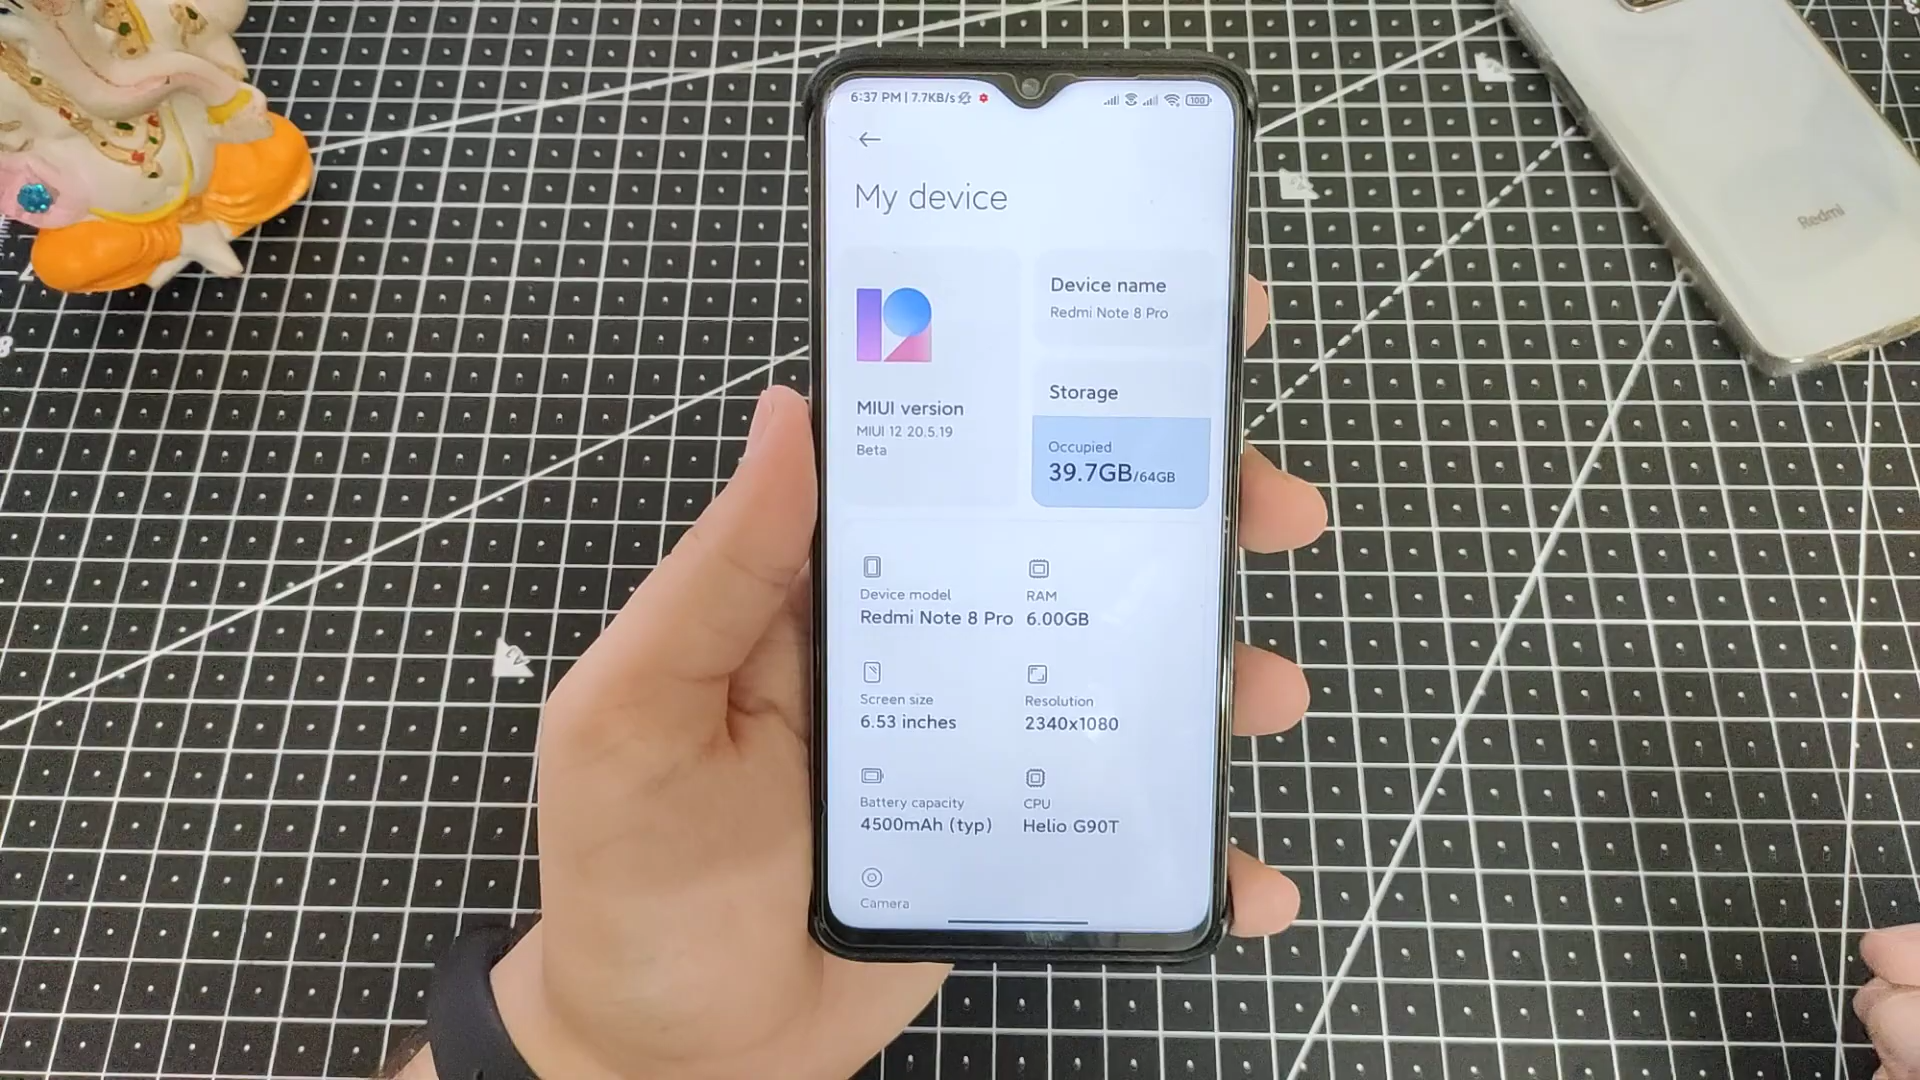 6:37 PM | 7.7KB/s
100
My device
MIUI version
MIUI 12 20.5.19
Beta
Device name
Redmi Note 8 Pro
Storage
Occupied
39.7GB/64GB
Device model
Redmi Note 8 Pro
RAM
6.00GB
Screen size
6.53 inches
Resolution
2340x1080
Battery capacity
4500mAh (typ)
CPU
Helio G90T
Camera
Redmi
A3